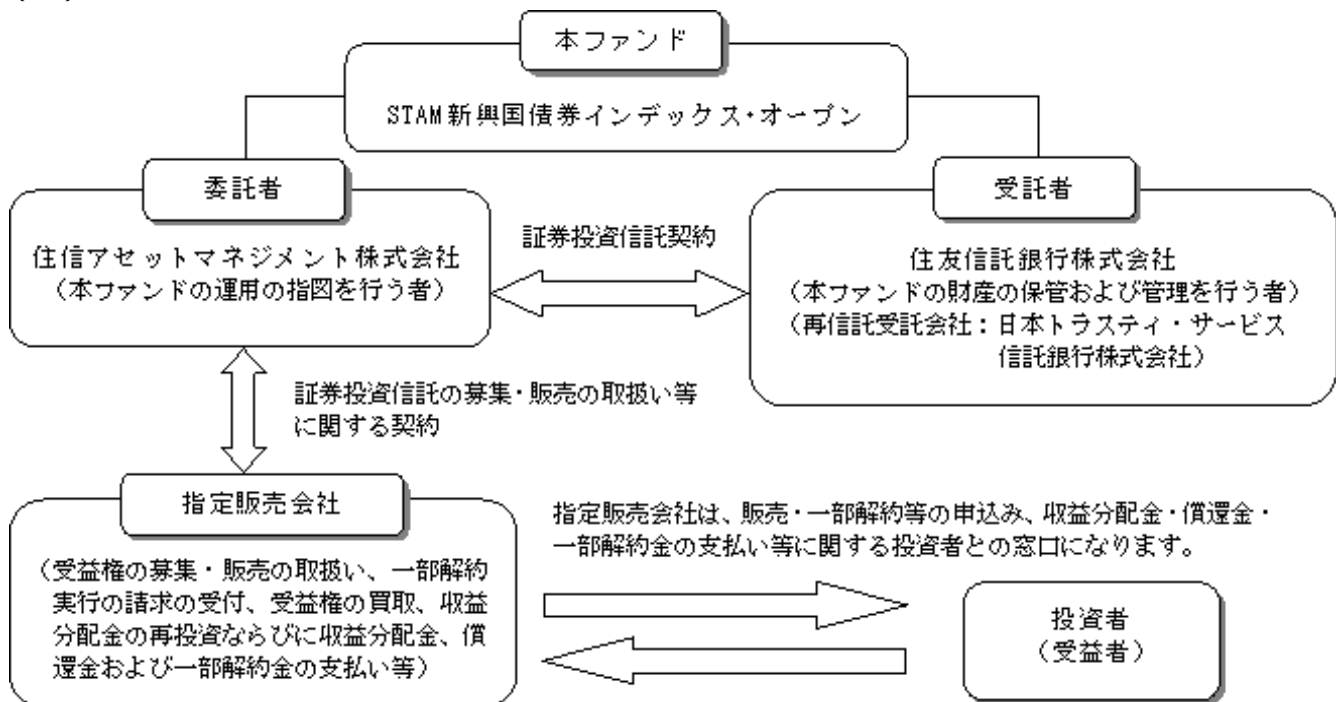 本ファンド
STAM新興国債券インデックス・オープン
委託者
住信アセットマネジメント株式会社
(本ファンドの運用の指図を行う者)
証券投資信託契約
受託者
住友信託銀行株式会社
(本ファンドの財産の保管および管理を行う者)
(再信託受託会社:日本トラスティ・サービス
信託銀行株式会社)
証券投資信託の募集・販売の取扱い等
に関する契約
指定販売会社
(受益権の募集・販売の取扱い、一部解約
実行の請求の受付、受益権の買取、収益
分配金の再投資ならびに収益分配金、償
還金および一部解約金の支払い等)
指定販売会社は、販売・一部解約等の申込み、収益分配金・償還金・
一部解約金の支払い等に関する投資者との窓口になります。
投資者
(受益者)